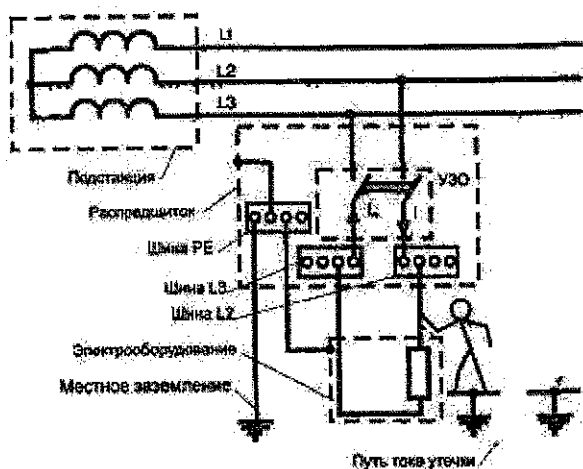 L1
L2
L3
Подстанция
Распредщиток
УЗО
Шина PE
Шина L3
Шина L2
Электрооборудование
Местное заземление
Путь тока утечки